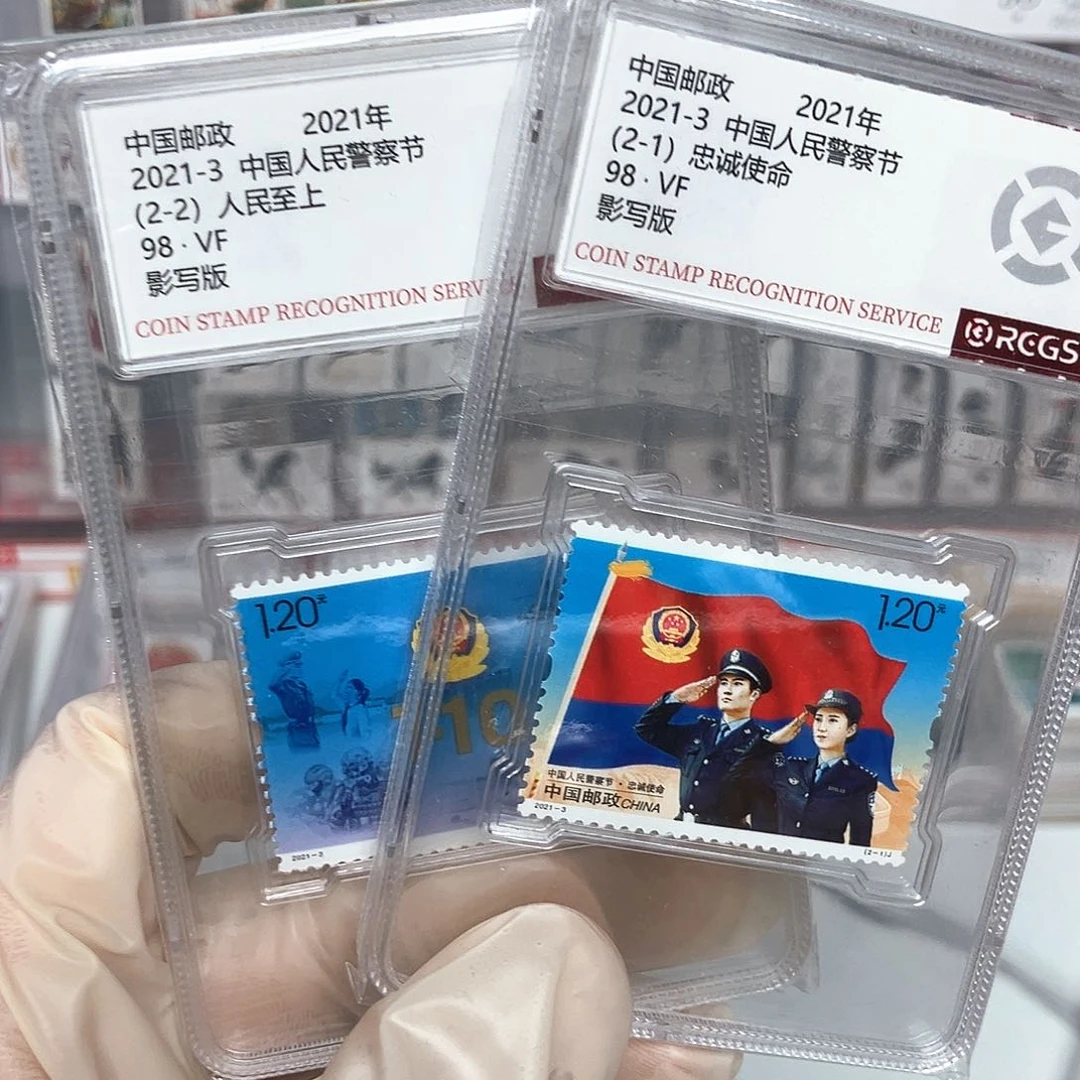 中国邮政 2021年
2021-3 中国人民警察节
(2-2) 人民至上
98 · VF
影写版
COIN STAMP RECOGNITION
中国邮政 2021年
2021-3 中国人民警察节
(2-1) 忠诚使命
98 · VF
影写版
COIN STAMP RECOGNITION SERVICE
RCGS
1.20元
110
2021-3
1.20元
中国人民警察节·忠诚使命
中国邮政CHINA
2021-3
(2-1)J